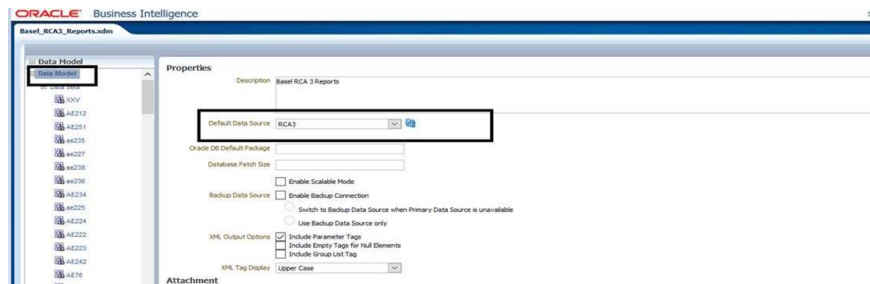 ORACLE Business Intelligence
Basel_RCA3_Reports.xdm
Data Model
Data Model
Data Sets
XXV
AE212
AE251
ae235
ae227
ae238
ae236
AE234
ae225
AE224
AE222
AE223
AE242
AE76
Properties
Description Basel RCA 3 Reports
Default Data Source RCA3
Oracle DB Default Package
Database Fetch Size
Enable Scalable Mode
Backup Data Source Enable Backup Connection
Switch to Backup Data Source when Primary Data Source is unavailable
Use Backup Data Source only
XML Output Options Include Parameter Tags
Include Empty Tags for Null Elements
Include Group List Tag
XML Tag Display Upper Case
Attachment